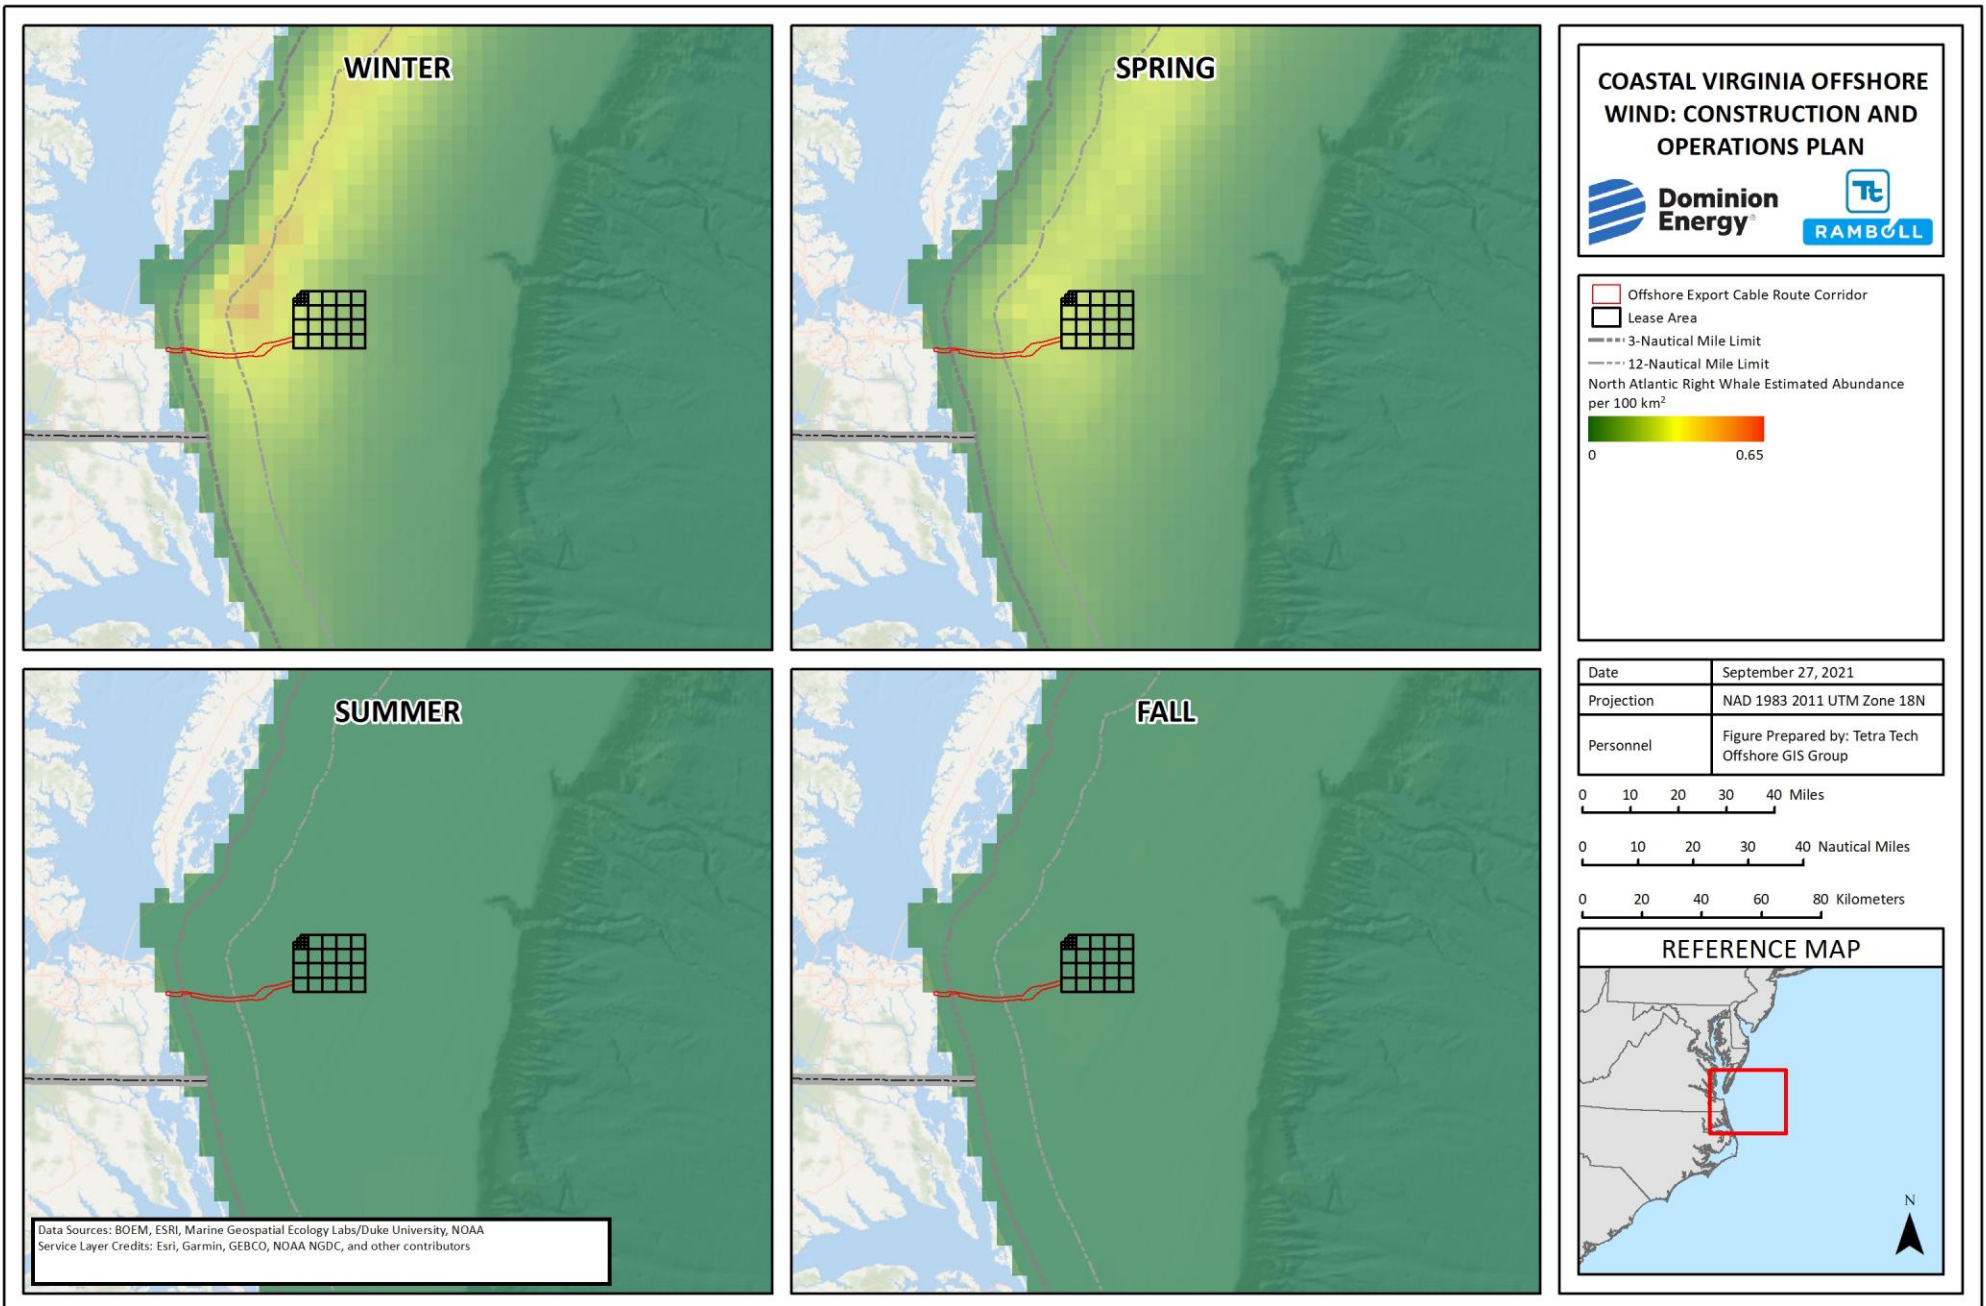 WINTER
SPRING
SUMMER
FALL
Data Sources: BOEM, ESRI, Marine Geospatial Ecology Labs/Duke University, NOAA
Service Layer Credits: Esri, Garmin, GEBCO, NOAA NGDC, and other contributors
COASTAL VIRGINIA OFFSHORE
WIND: CONSTRUCTION AND
OPERATIONS PLAN
Dominion
Energy®
Tt
RAMBOLL
Offshore Export Cable Route Corridor
Lease Area
3-Nautical Mile Limit
12-Nautical Mile Limit
North Atlantic Right Whale Estimated Abundance
per 100 km²
0 0.65
Date September 27, 2021
Projection NAD 1983 2011 UTM Zone 18N
Personnel Figure Prepared by: Tetra Tech
Offshore GIS Group
0 10 20 30 40 Miles
0 10 20 30 40 Nautical Miles
0 20 40 60 80 Kilometers
REFERENCE MAP
N